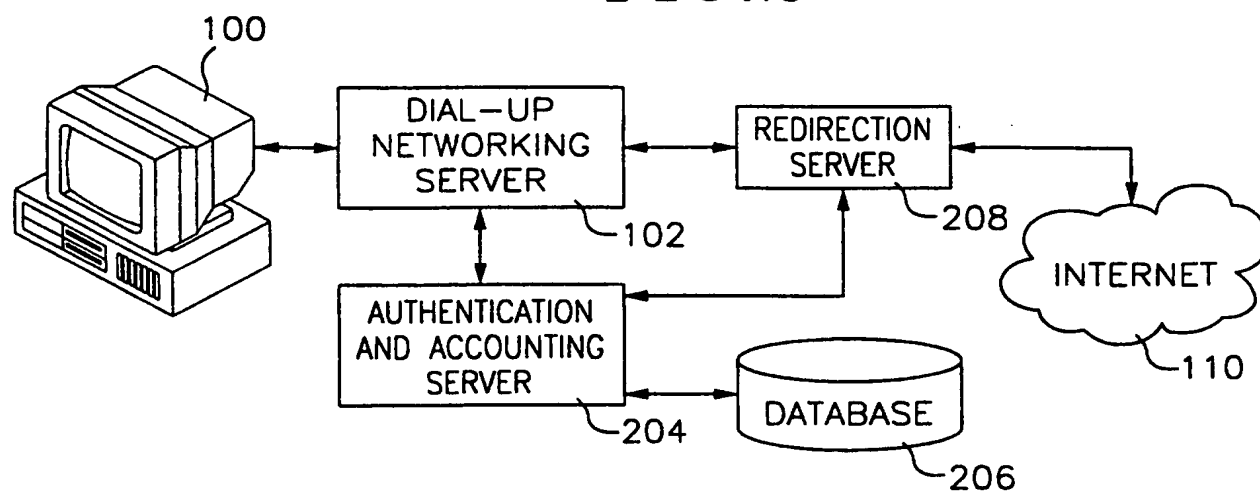 100
DIAL-UP
NETWORKING
SERVER
102
REDIRECTION
SERVER
208
INTERNET
110
AUTHENTICATION
AND ACCOUNTING
SERVER
204
DATABASE
206